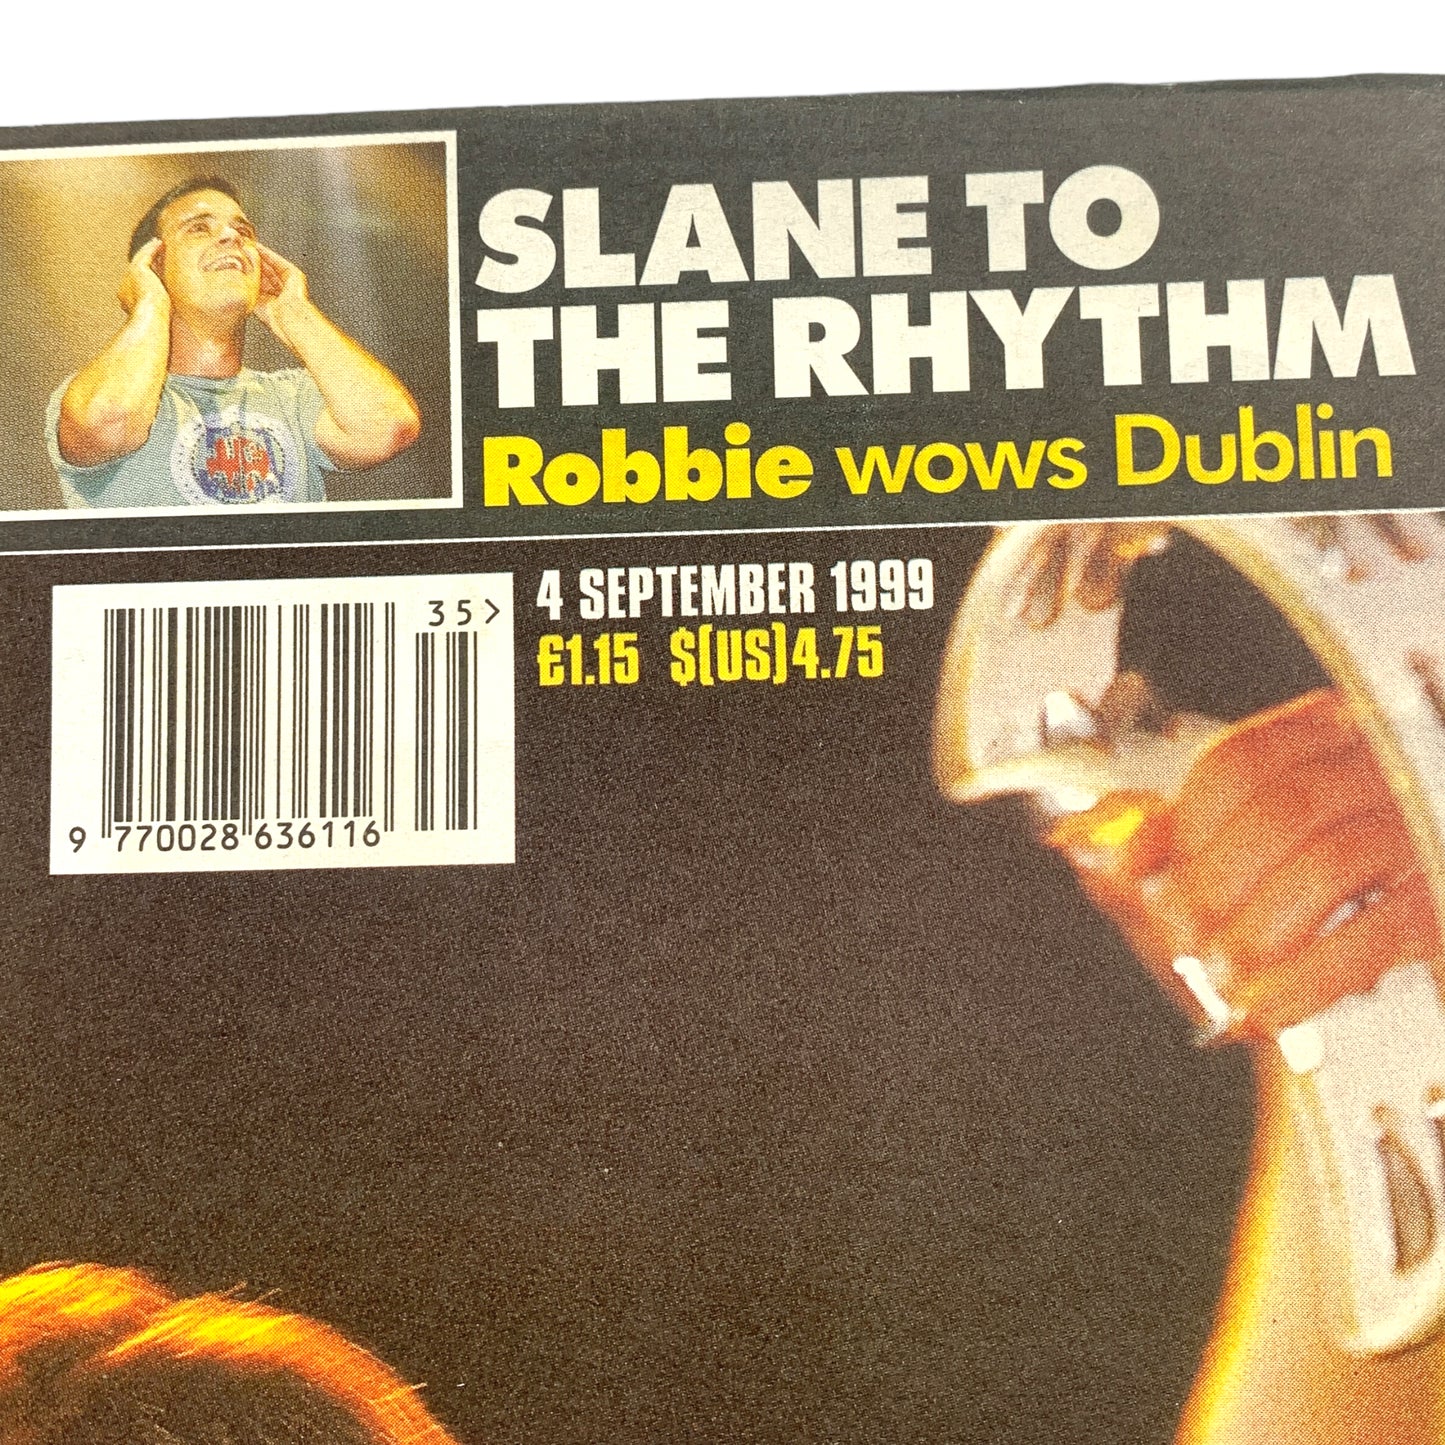 SLANE TO
THE RHYTHM
Robbie wows Dublin
4 SEPTEMBER 1999
£1.15 $(US)4.75
35>
9 770028 636116